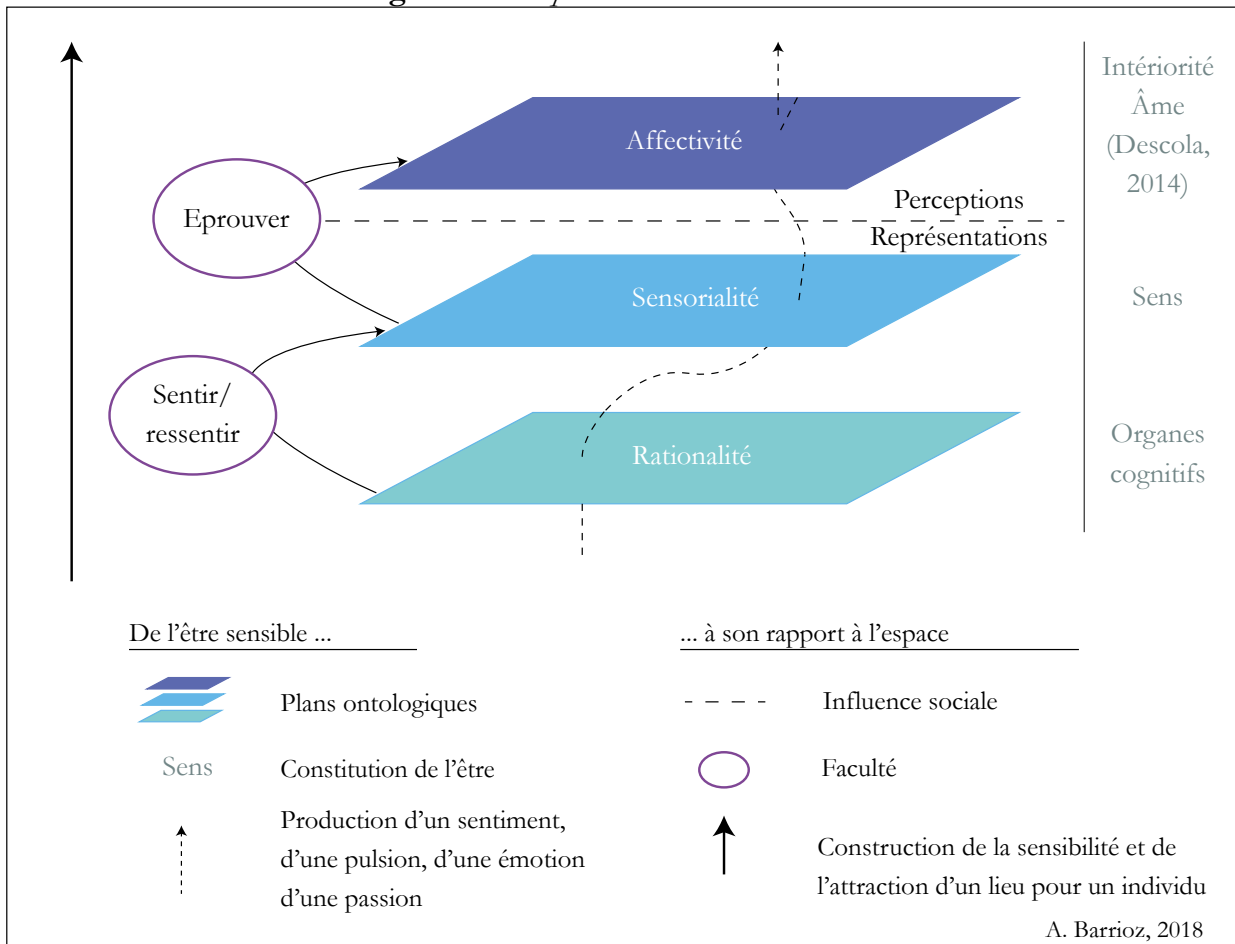 Intériorité
Âme
(Descola,
2014)
Affectivité
Eprouver
Perceptions
Représentations
Sensorialité
Sens
Sentir/
ressentir
Rationalité
Organes
cognitifs
De l'être sensible ...
... à son rapport à l'espace
Plans ontologiques
Influence sociale
Sens
Constitution de l'être
Faculté
Production d'un sentiment,
d'une pulsion, d'une émotion
d'une passion
Construction de la sensibilité et de
l'attraction d'un lieu pour un individu
A. Barrioz, 2018